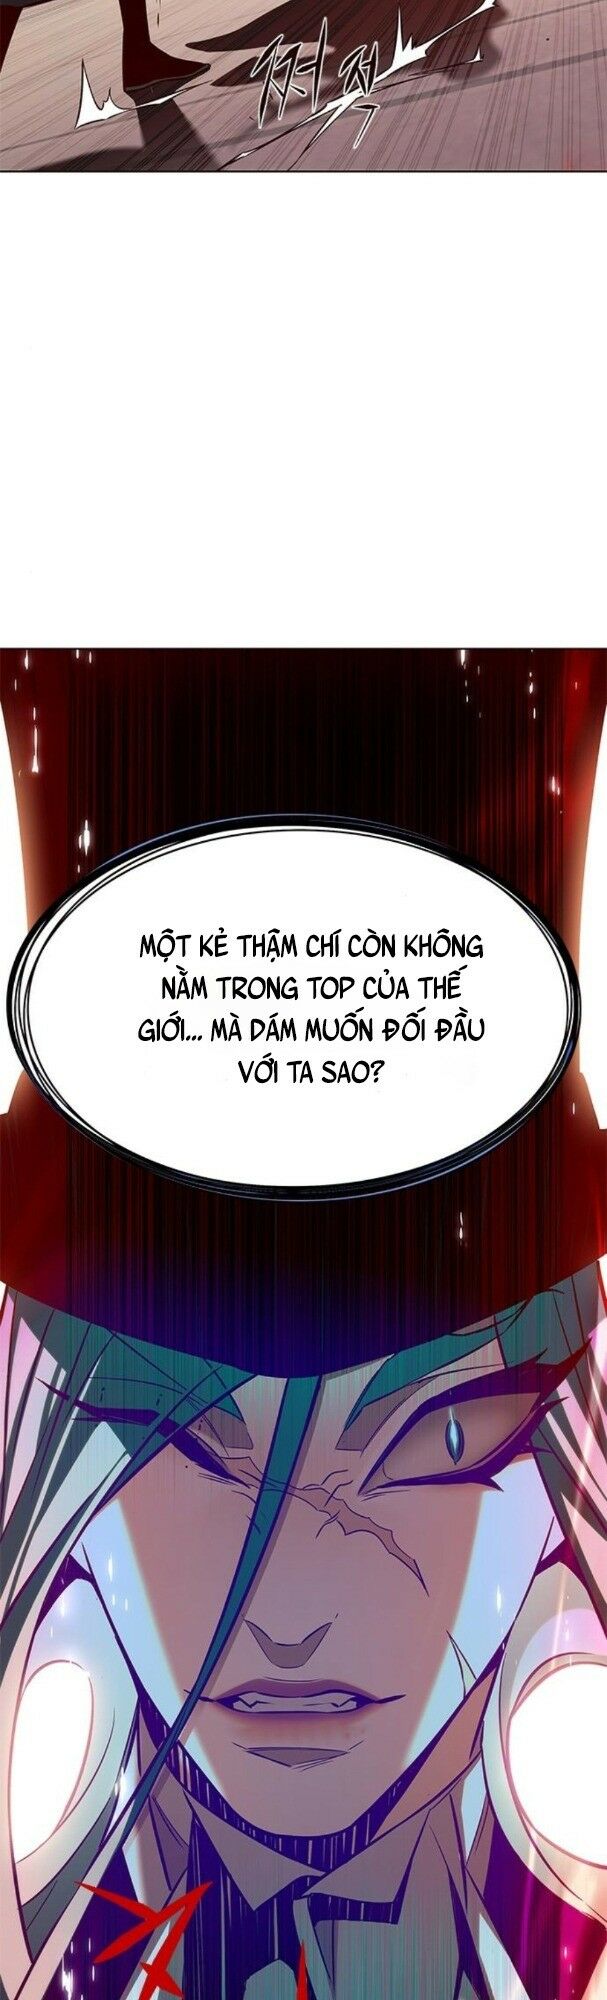 쩌적
MỘT KẺ THẬM CHÍ CÒN KHÔNG
NẰM TRONG TOP CỦA THẾ
GIỚI... MÀ DÁM MUỐN ĐỐI ĐẦU
VỚI TA SAO?